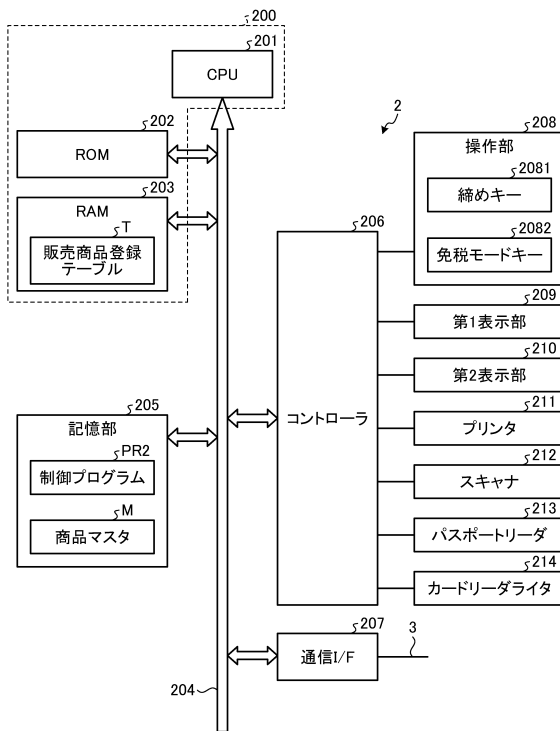 200
201
CPU
202
ROM
203
RAM
T
販売商品登録
テーブル
205
記憶部
PR2
制御プログラム
M
商品マスタ
204
2
206
コントローラ
207
通信I/F
3
208
操作部
2081
締めキー
2082
免税モードキー
209
第1表示部
210
第2表示部
211
プリンタ
212
スキャナ
213
パスポートリーダ
214
カードリーダライタ